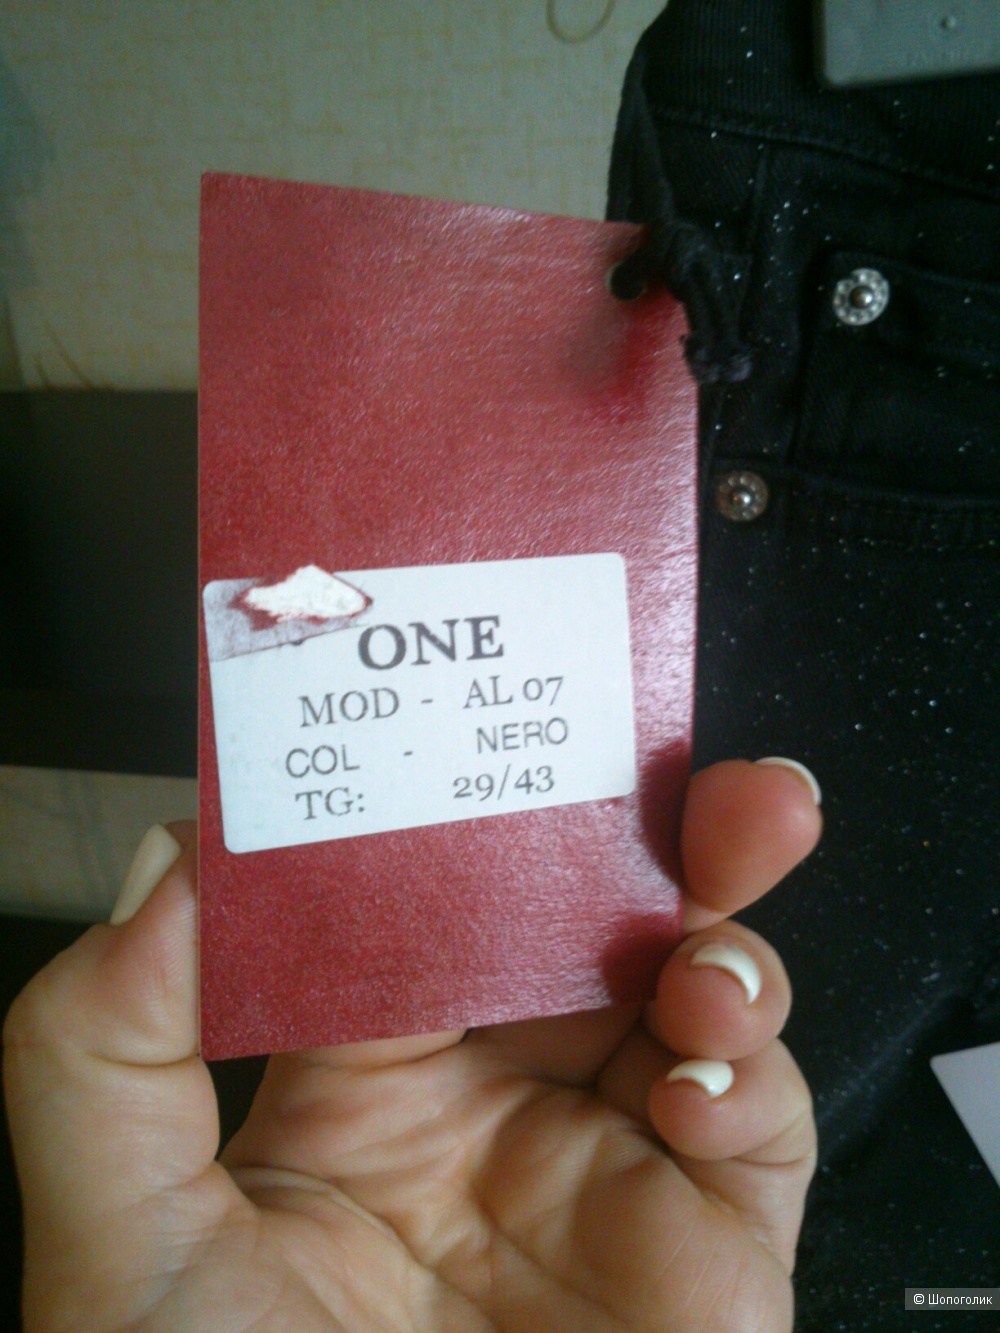 ONE
MOD - AL 07
COL - NERO
TG: 29/43
© Шопоголик